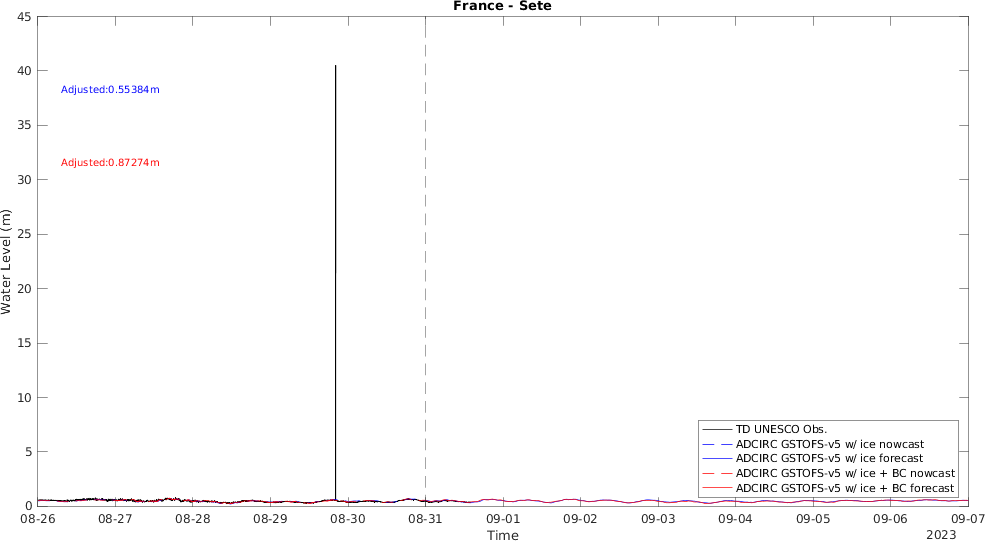 France - Sete
45
40
35
30
25
20
15
10
5
0
Water Level (m)
Adjusted:0.55384m
Adjusted:0.87274m
TD UNESCO Obs.
ADCIRC GSTOFS-v5 w/ ice nowcast
ADCIRC GSTOFS-v5 w/ ice forecast
ADCIRC GSTOFS-v5 w/ ice + BC nowcast
ADCIRC GSTOFS-v5 w/ ice + BC forecast
08-26 08-27 08-28 08-29 08-30 08-31 09-01 09-02 09-03 09-04 09-05 09-06 09-07
Time
2023